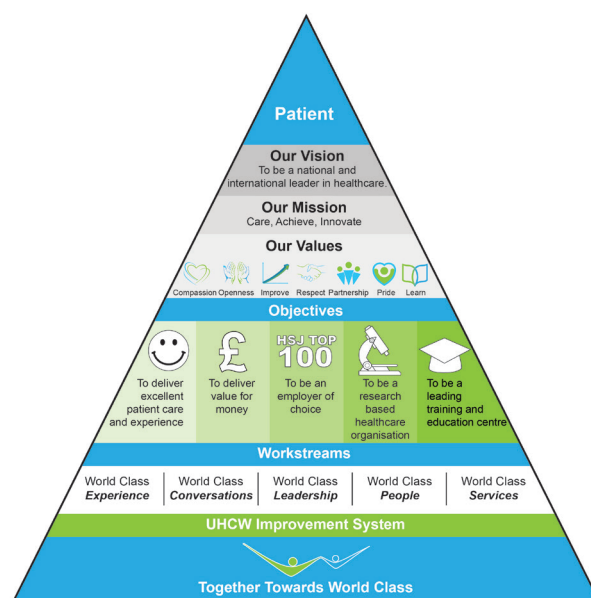 Patient
Our Vision
To be a national and
international leader in healthcare.
Our Mission
Care, Achieve, Innovate
Our Values
Compassion Openness Improve Respect Partnership Pride Learn
Objectives
£ HSJ TOP
100
To deliver
excellent
patient care
and experience
To deliver
value for
money
To be an
employer of
choice
To be a
research
based
healthcare
organisation
To be a
leading
training and
education centre
Workstreams
World Class
Experience
World Class
Conversations
World Class
Leadership
World Class
People
World Class
Services
UHCW Improvement System
Together Towards World Class